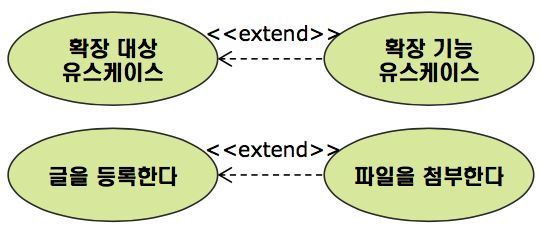 확장 대상
유스케이스
<<extend>>
확장 기능
유스케이스
글을 등록한다
<<extend>>
파일을 첨부한다